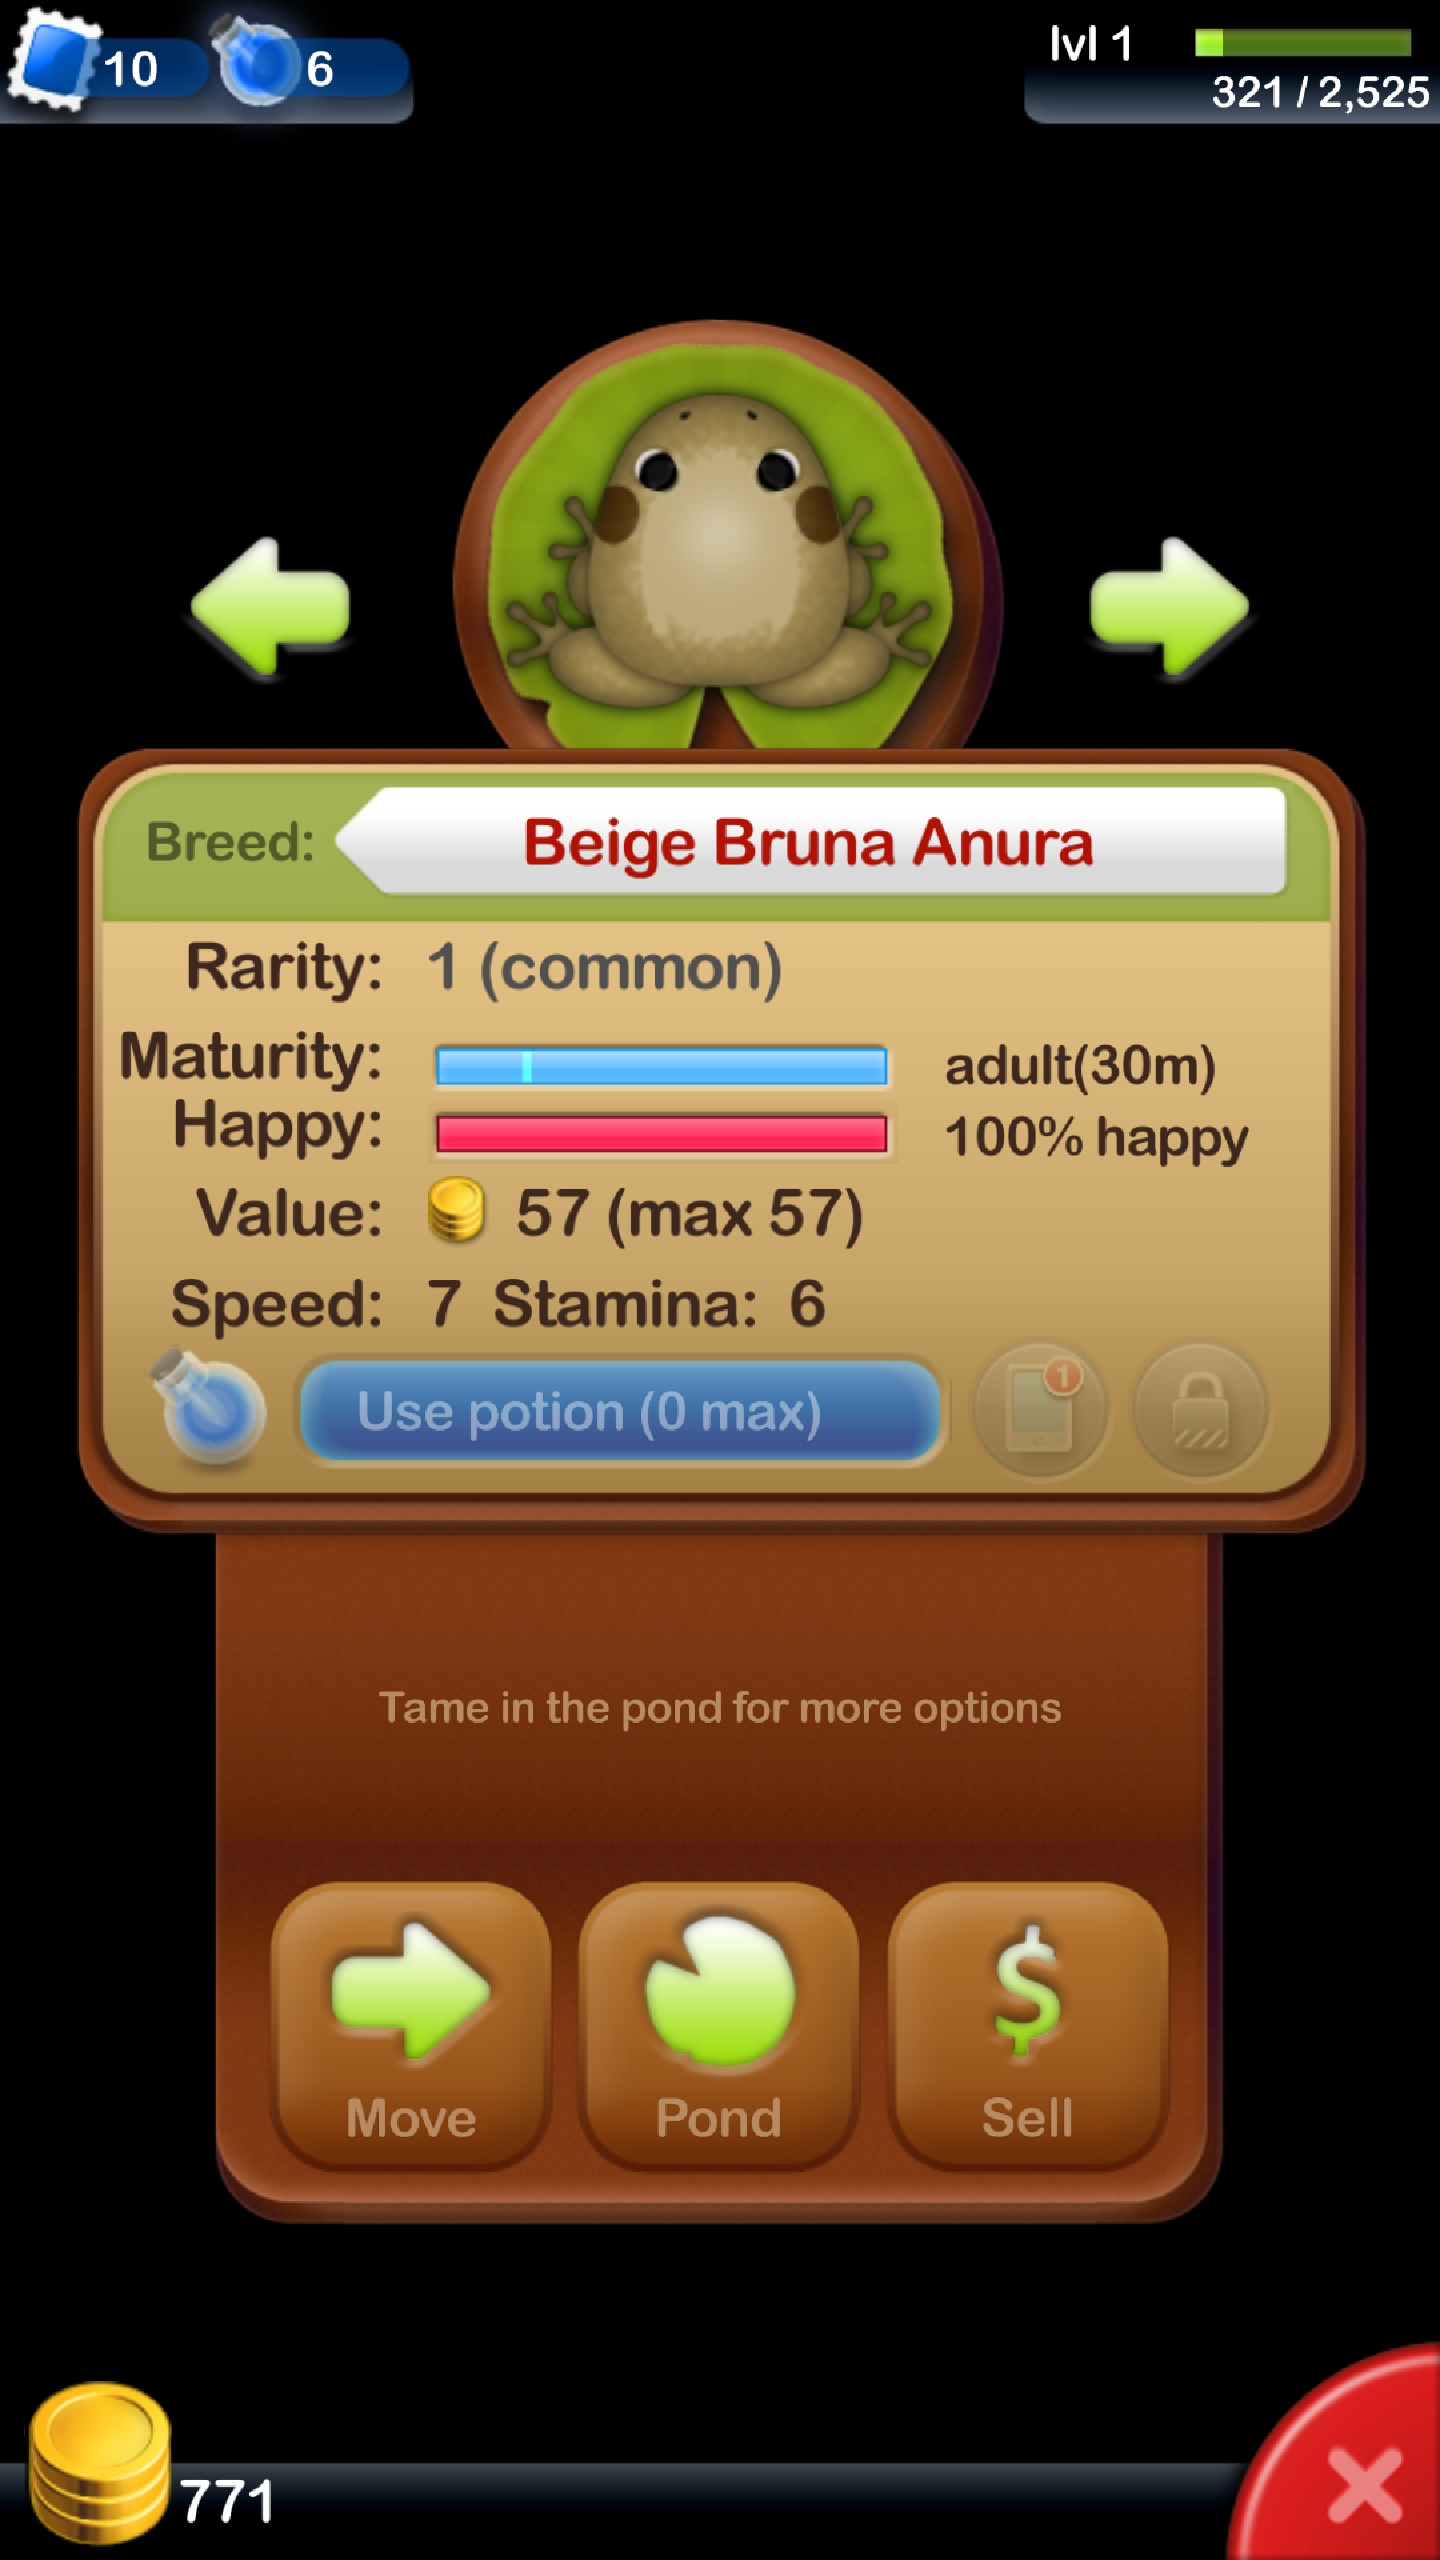 10
6
lvl 1
321 / 2,525
Breed: Beige Bruna Anura
Rarity: 1 (common)
Maturity: adult(30m)
Happy: 100% happy
Value: 57 (max 57)
Speed: 7 Stamina: 6
Use potion (0 max)
1
Tame in the pond for more options
$
Move Pond Sell
771